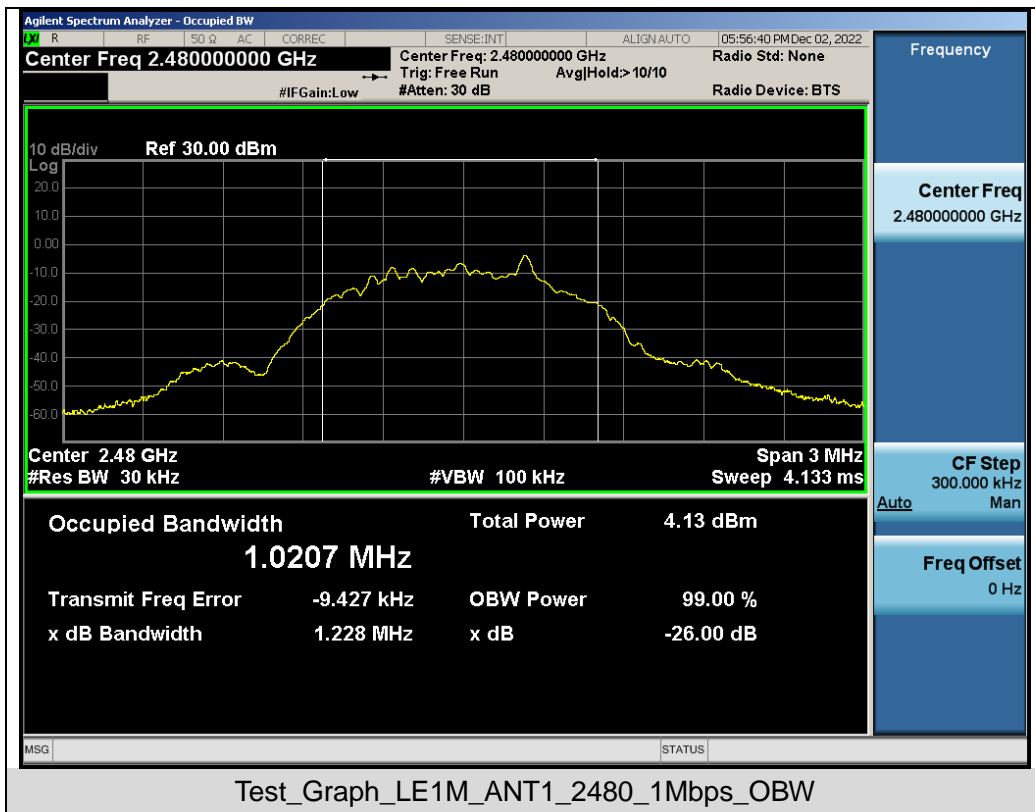 Agilent Spectrum Analyzer - Occupied BW
LXI R RF 50 Ω AC CORREC SENSE:INT ALIGN AUTO 05:56:40 PM Dec 02, 2022
Center Freq 2.480000000 GHz
Center Freq: 2.480000000 GHz
Radio Std: None
Trig: Free Run Avg|Hold:> 10/10
#IFGain:Low
#Atten: 30 dB
Radio Device: BTS
10 dB/div Ref 30.00 dBm
Log
20.0
10.0
0.00
-10.0
-20.0
-30.0
-40.0
-50.0
-60.0
Center 2.48 GHz Span 3 MHz
#Res BW 30 kHz #VBW 100 kHz Sweep 4.133 ms
Occupied Bandwidth Total Power 4.13 dBm
1.0207 MHz
Transmit Freq Error -9.427 kHz OBW Power 99.00 %
x dB Bandwidth 1.228 MHz x dB -26.00 dB
Frequency
Center Freq
2.480000000 GHz
CF Step
300.000 kHz
Auto Man
Freq Offset
0 Hz
MSG STATUS
Test_Graph_LE1M_ANT1_2480_1Mbps_OBW